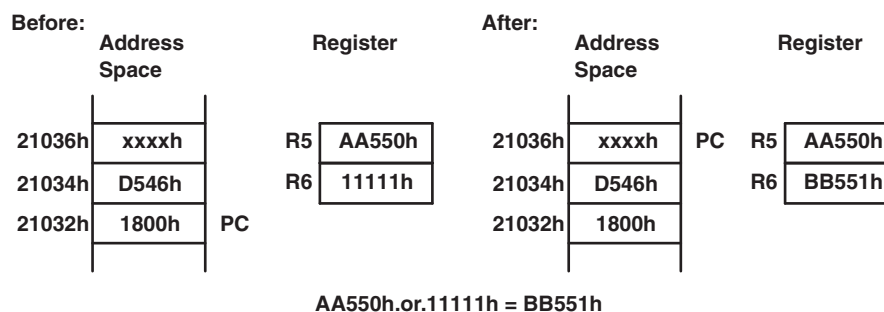 Before:
Address Space
Register
21036h xxxxh
21034h D546h
21032h 1800h PC
R5 AA550h
R6 11111h
After:
Address Space
Register
21036h xxxxh PC
21034h D546h
21032h 1800h
R5 AA550h
R6 BB551h
AA550h.or.11111h = BB551h